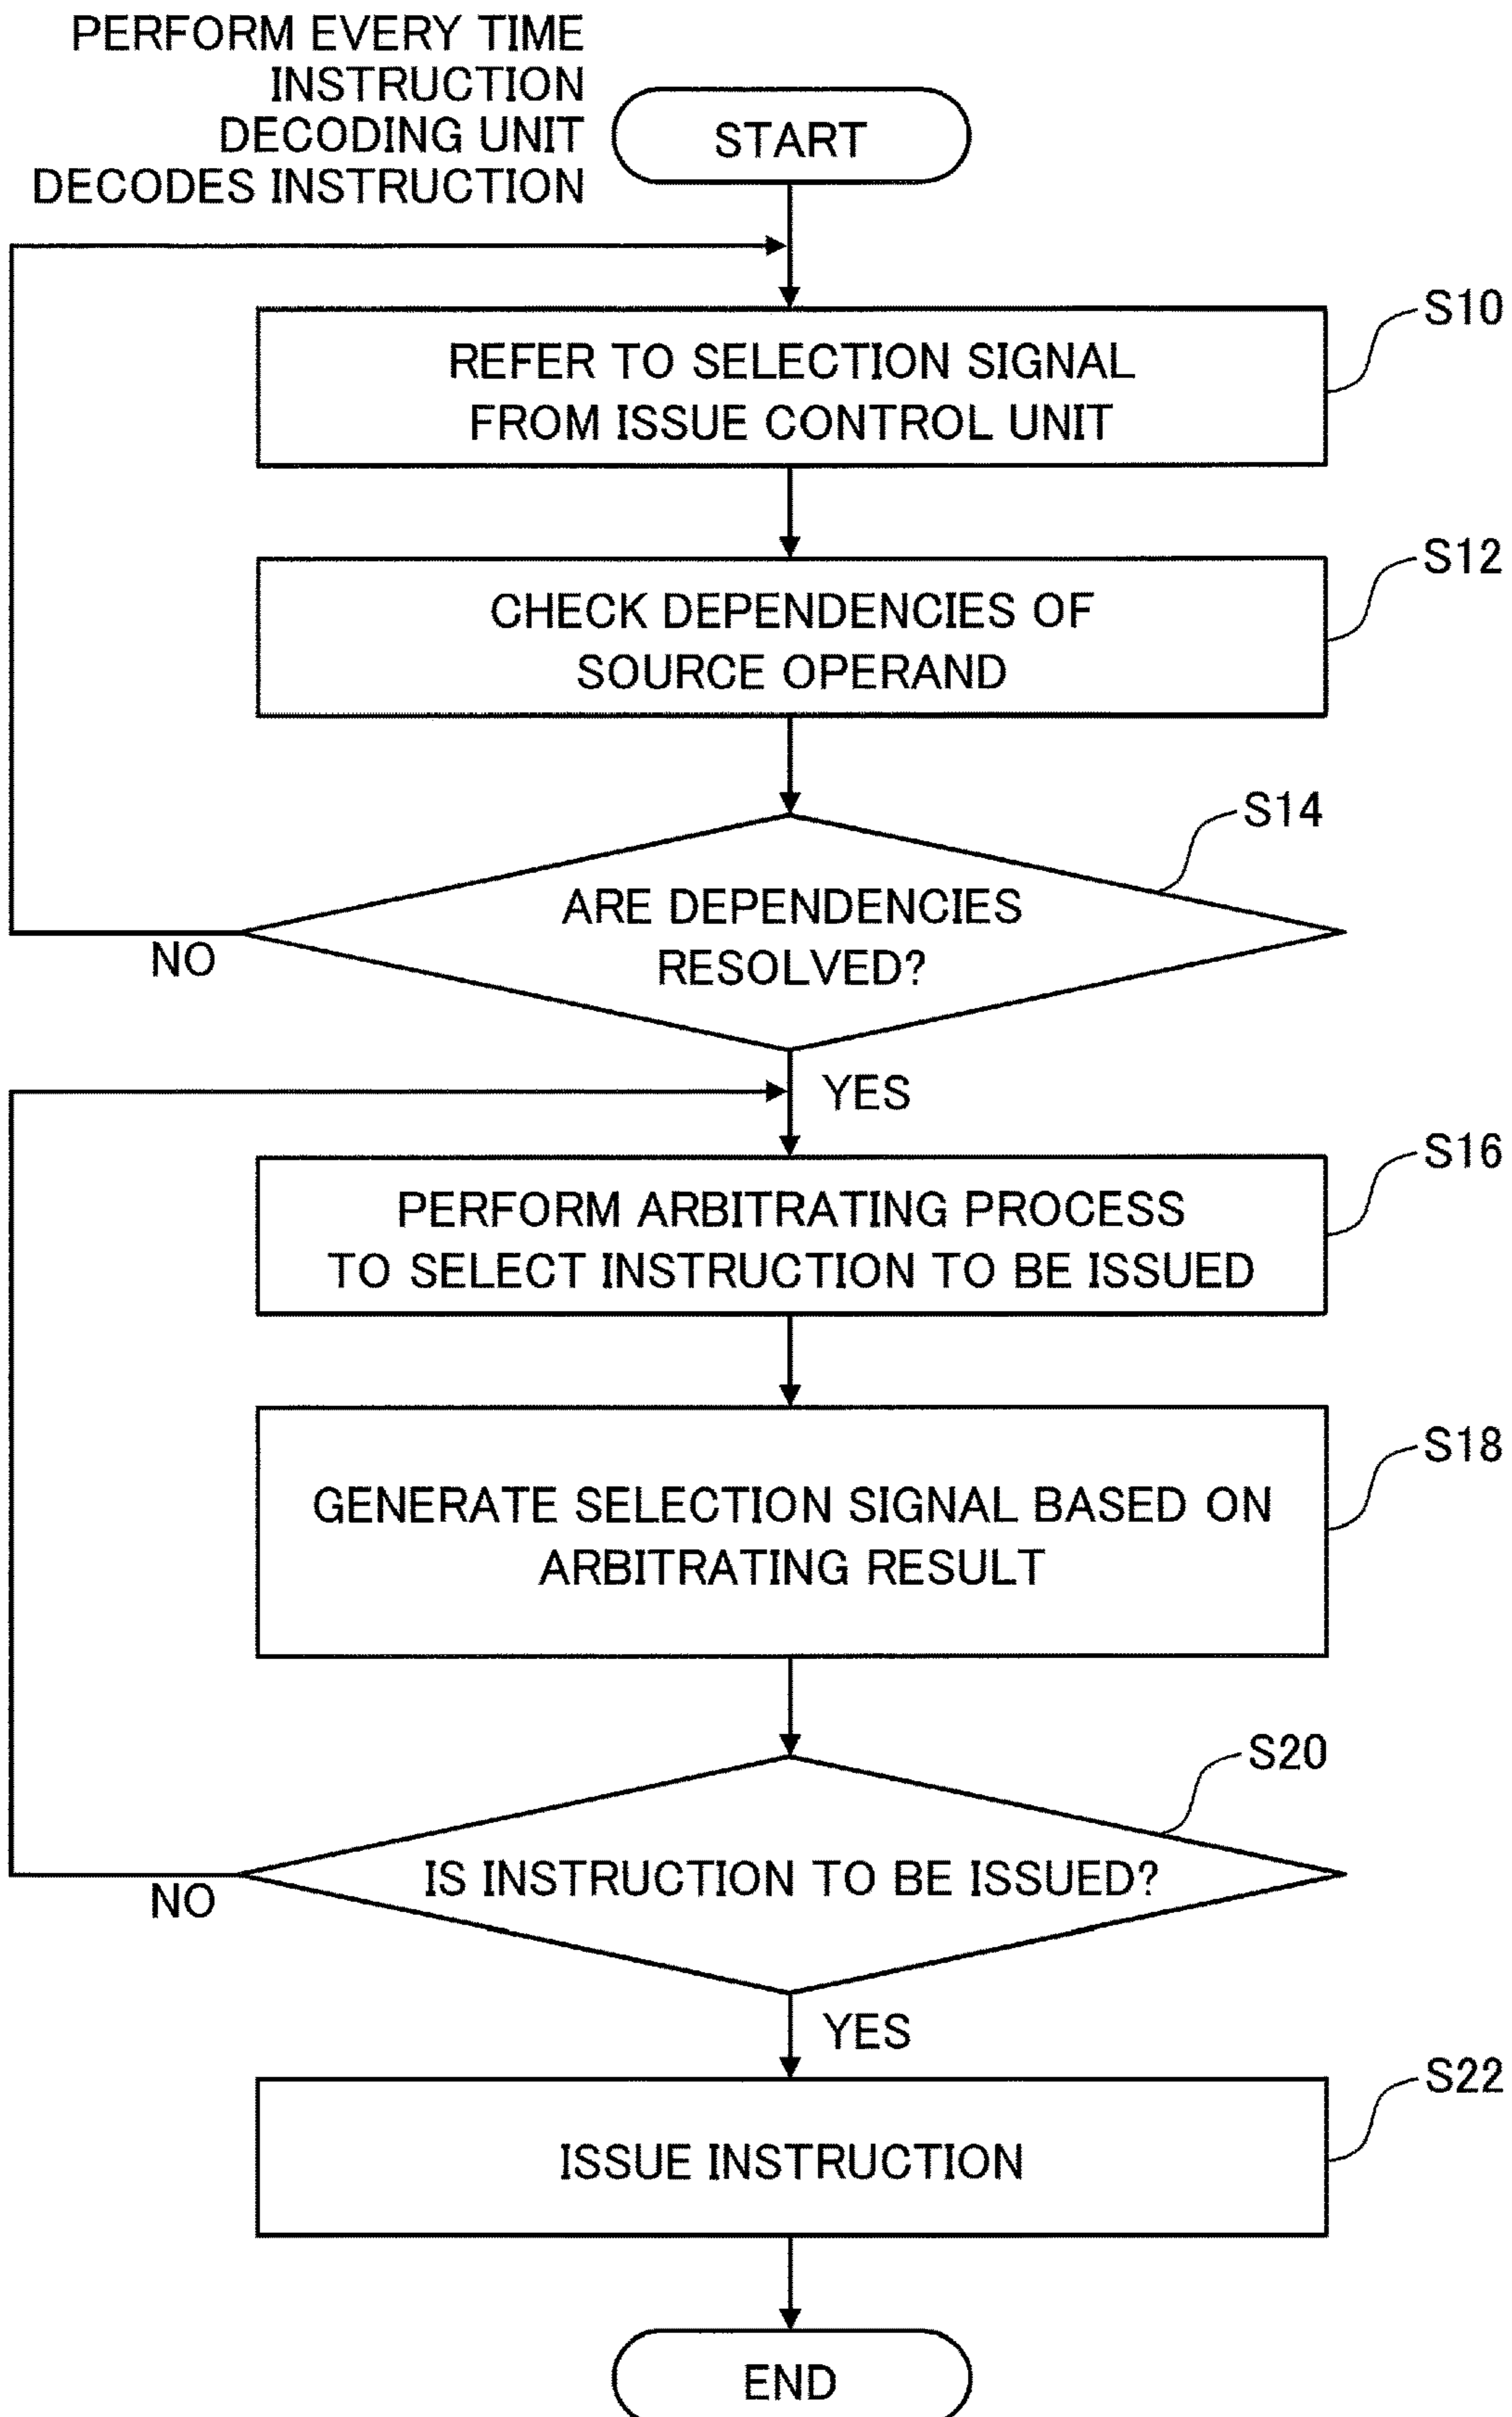 PERFORM EVERY TIME
INSTRUCTION
DECODING UNIT
DECODES INSTRUCTION
START
S10
REFER TO SELECTION SIGNAL
FROM ISSUE CONTROL UNIT
S12
CHECK DEPENDENCIES OF
SOURCE OPERAND
S14
ARE DEPENDENCIES
RESOLVED?
NO
YES
S16
PERFORM ARBITRATING PROCESS
TO SELECT INSTRUCTION TO BE ISSUED
S18
GENERATE SELECTION SIGNAL BASED ON
ARBITRATING RESULT
S20
IS INSTRUCTION TO BE ISSUED?
NO
YES
S22
ISSUE INSTRUCTION
END